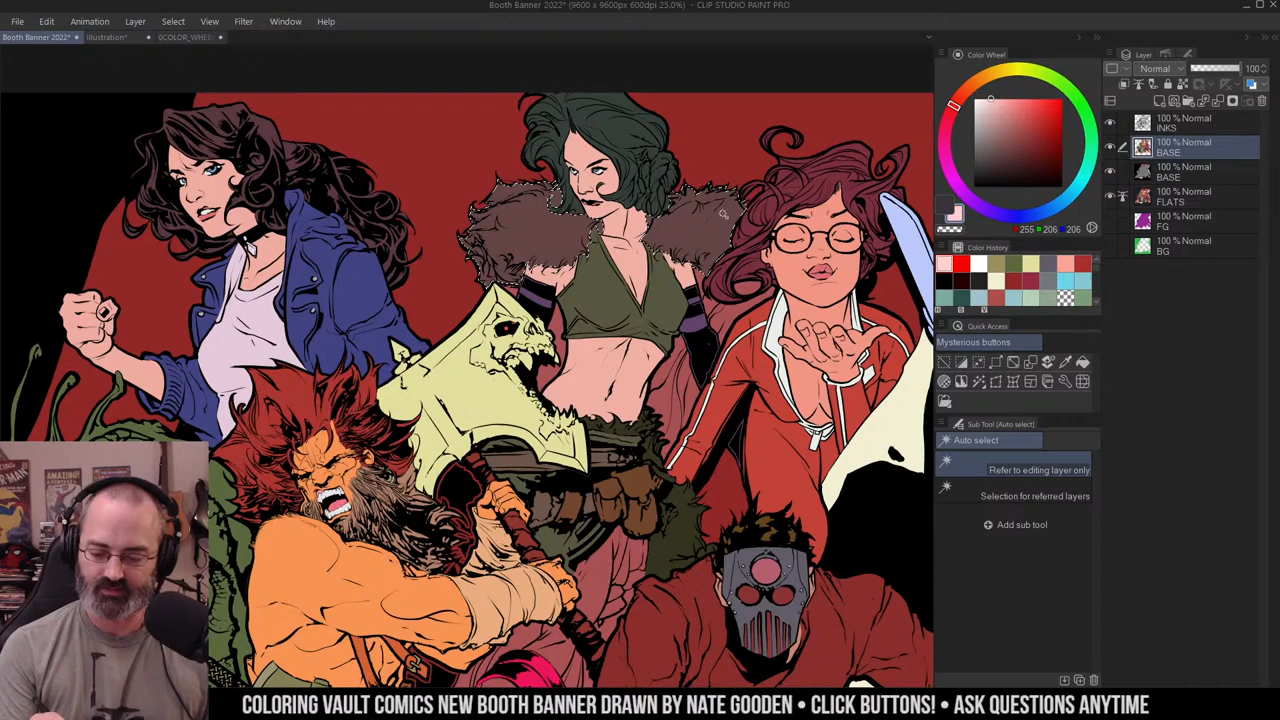 Booth Banner 2022* (9600 x 9600px 600dpi 25.0%) - CLIP STUDIO PAINT PRO
File Edit Animation Layer Select View Filter Window Help
Booth Banner 2022* Illustration* 0COLOR_WHE
Color Wheel
255 206 206
Color History
H S V
Quick Access
Mysterious buttons
Sub Tool [Auto select]
Auto select
Refer to editing layer only
Selection for referred layers
Add sub tool
Layer
Normal 100
100 % Normal
INKS
100 % Normal
BASE
100 % Normal
BASE
100 % Normal
FLATS
100 % Normal
FG
100 % Normal
BG
AMAZING
COLORING VAULT COMICS NEW BOOTH BANNER DRAWN BY NATE GOODEN • CLICK BUTTONS! • ASK QUESTIONS ANYTIME